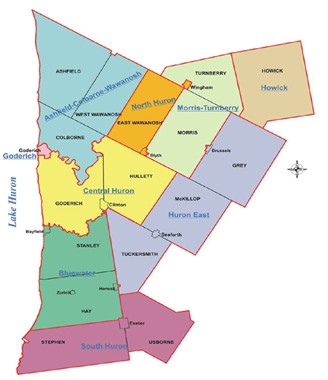 HOWICK
Howick
TURNBERRY
ASHFIELD
Ashfield-Colborne-Wawanosh
Wingham
North Huron
Morris-Turnberry
WEST WAWANOSH
EAST WAWANOSH
MORRIS
COLBORNE
Goderich
Goderich
Blyth
Brussels
GREY
HULLETT
Central Huron
McKILLOP
GODERICH
Clinton
Huron East
Lake Huron
Bayfield
Seaforth
STANLEY
TUCKERSMITH
Bluewater
Zurich
Hensall
HAY
Exeter
STEPHEN
USBORNE
South Huron